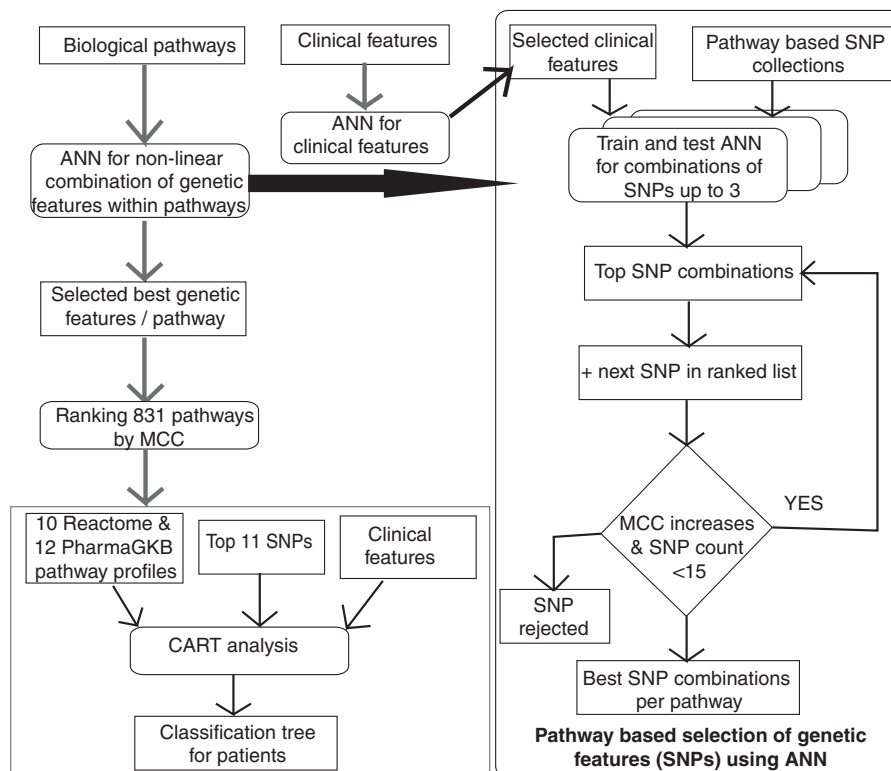 Biological pathways
Clinical features
ANN for non-linear
combination of genetic
features within pathways
ANN for
clinical features
Selected best genetic
features / pathway
Ranking 831 pathways
by MCC
10 Reactome &
12 PharmaGKB
pathway profiles
Top 11 SNPs
Clinical
features
CART analysis
Classification tree
for patients
Selected clinical
features
Pathway based SNP
collections
Train and test ANN
for combinations of
SNPs up to 3
Top SNP combinations
+ next SNP in ranked list
MCC increases
& SNP count
<15
YES
SNP
rejected
Best SNP combinations
per pathway
Pathway based selection of genetic
features (SNPs) using ANN